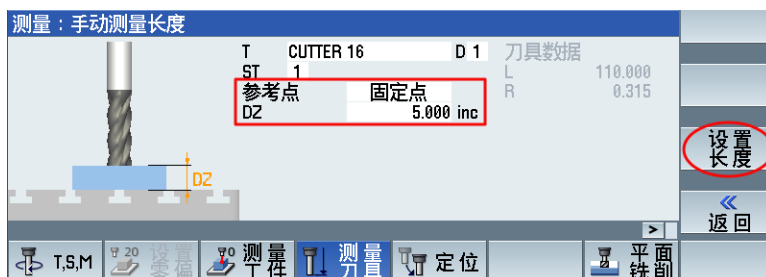 测量：手动测量长度
T CUTTER 16 D 1 刀具数据
ST 1 L 110.000
参考点 固定点 R 0.315
DZ 5.000 inc
设置长度
DZ
返回
T,S,M 设置零偏 测量工件 测量刀具 定位 平面铣削